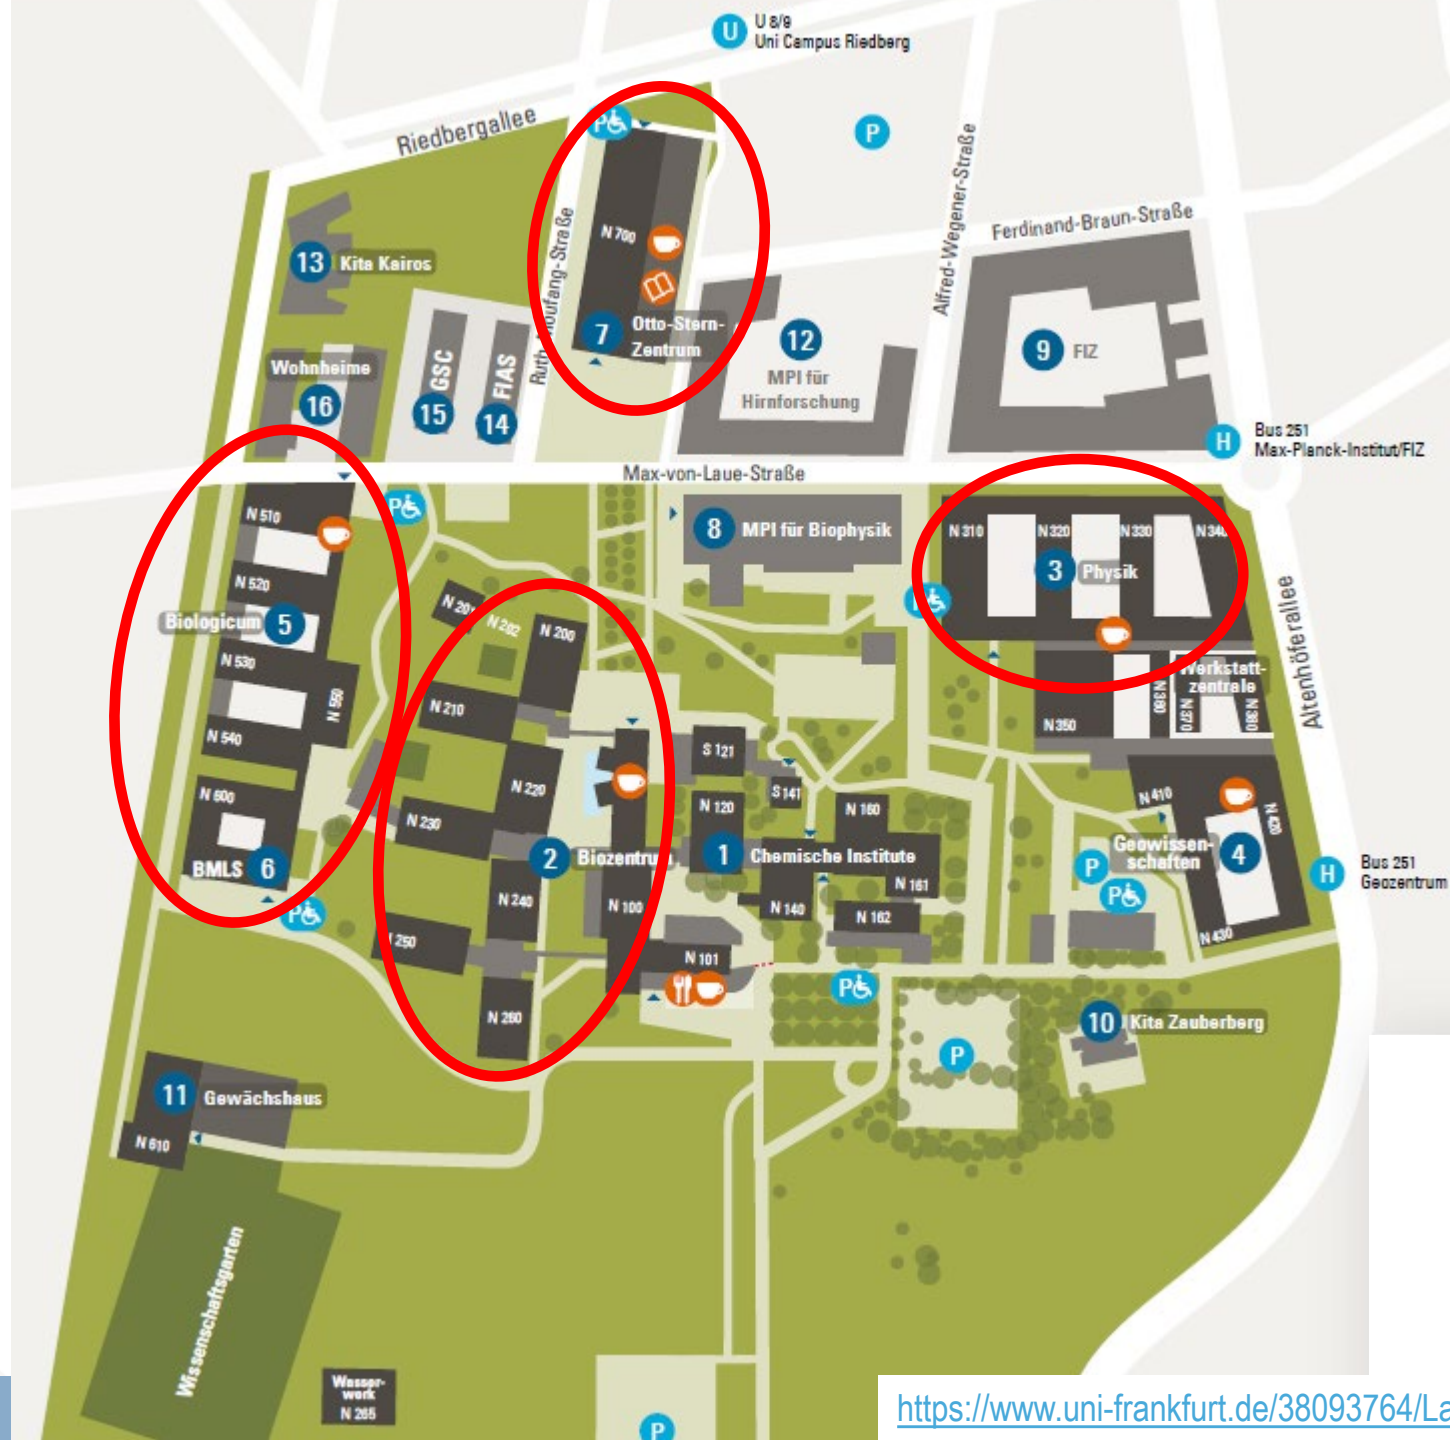 U
U 8/9
Uni Campus Riedberg
Riedbergallee
P
P
N 700
Ruth-Moufang-Straße
Alfred-Wegener-Straße
Ferdinand-Braun-Straße
13 Kita Kairos
7 Otto-Stern-
Zentrum
12
MPI für
Hirnforschung
9 FIZ
Wohnheime
16
GSC
15
FIAS
14
H
Bus 251
Max-Planck-Institut/FIZ
Max-von-Laue-Straße
N 510
P
8 MPI für Biophysik
N 310
N 320
N 330
N 340
3 Physik
N 520
Biologicum 5
N 201
N 202
N 200
P
Altenhöferallee
N 530
N 550
N 540
N 210
Werkstatt-
zentrale
N 350
N 360
N 370
N 380
S 121
N 600
N 220
S 141
N 120
N 160
N 410
N 420
N 230
BMLS 6
2 Biozentrum
1 Chemische Institute
Geowissen-
schaften
4
P
H
Bus 251
Geozentrum
N 161
P
P
N 240
N 100
N 140
N 162
N 430
N 250
N 101
P
N 260
10 Kita Zauberberg
P
11 Gewächshaus
N 610
Wissenschaftsgarten
Wasser-
werk
N 265
P
https://www.uni-frankfurt.de/38093764/La